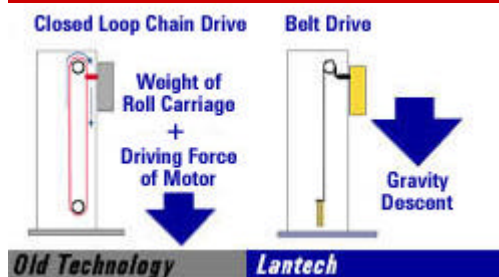 Closed Loop Chain Drive
Belt Drive
Weight of
Roll Carriage
+
Driving Force
of Motor
Gravity
Descent
Old Technology
Lantech